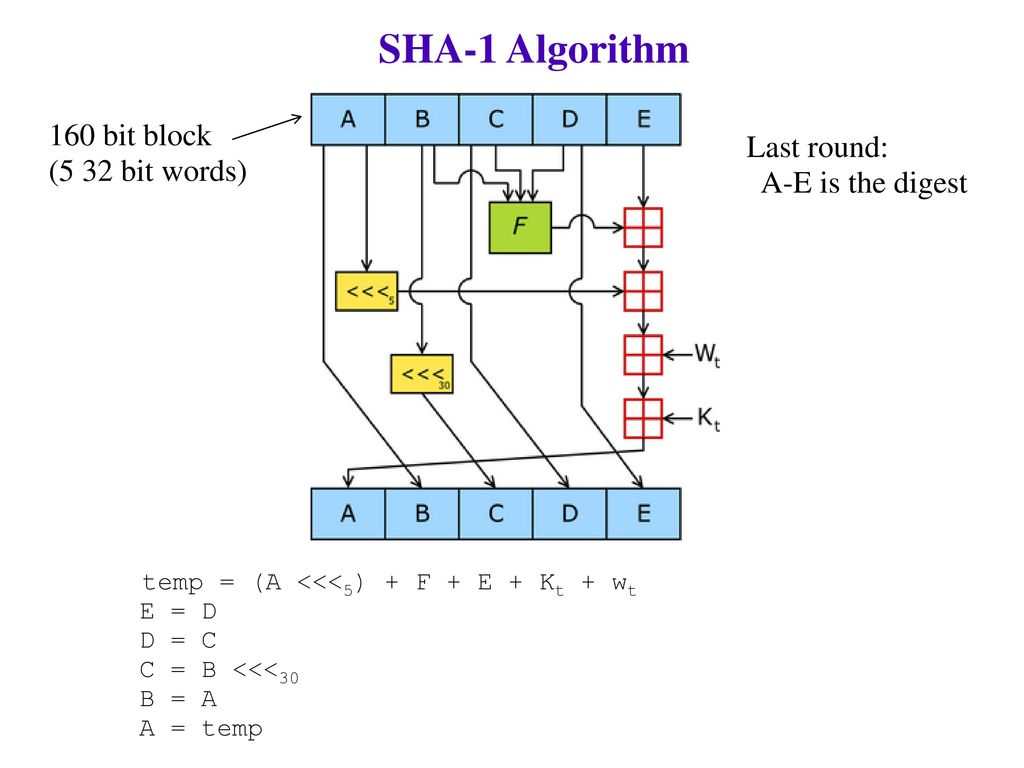 SHA-1 Algorithm
160 bit block
(5 32 bit words)
A B C D E
Last round:
A-E is the digest
F
<<<5
Wt
<<<30
Kt
A B C D E
temp = (A <<<5) + F + E + Kt + wt
E = D
D = C
C = B <<<30
B = A
A = temp